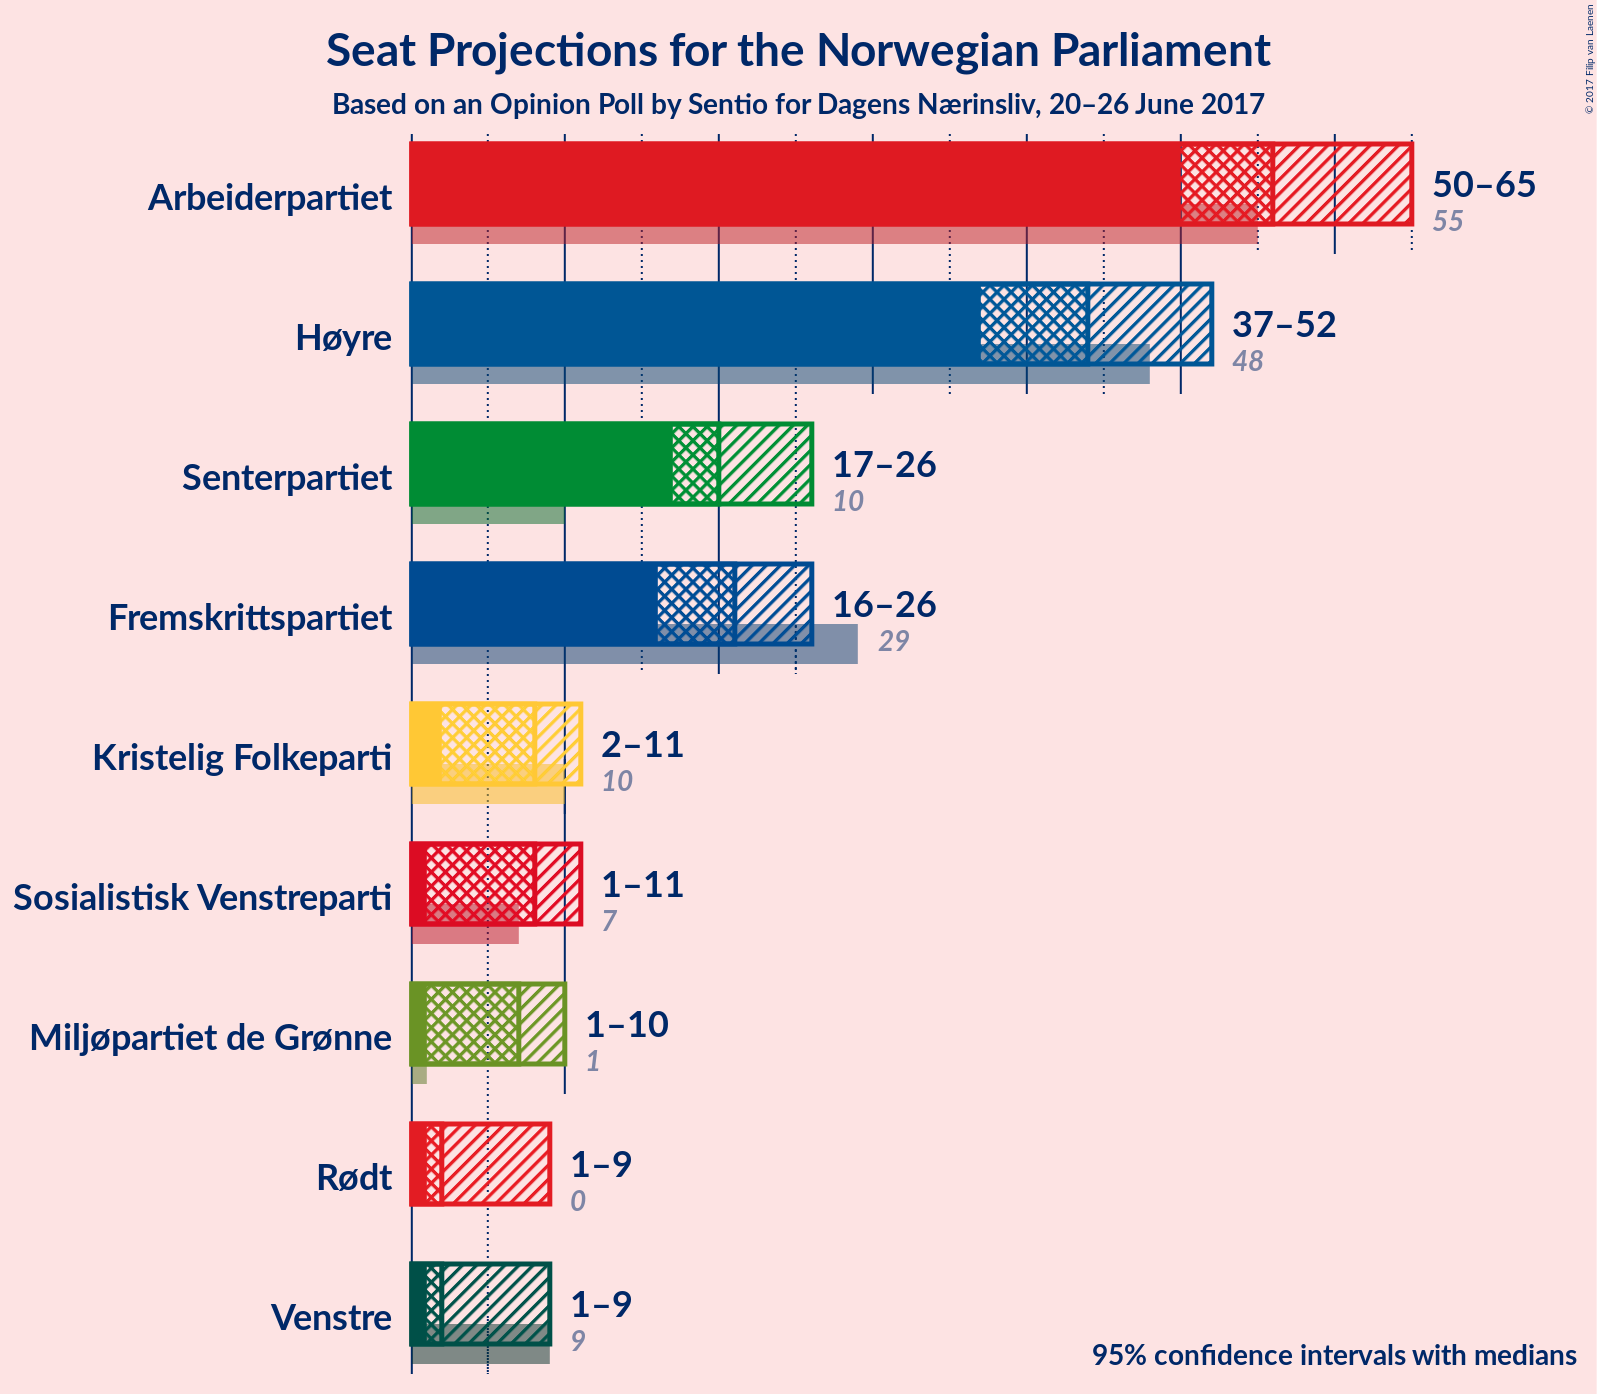 Seat Projections for the Norwegian Parliament
Based on an Opinion Poll by Sentio for Dagens Nærinsliv, 20–26 June 2017
© 2017 Filip van Laenen
Arbeiderpartiet
50–65
55
Høyre
37–52
48
Senterpartiet
17–26
10
Fremskrittspartiet
16–26
29
Kristelig Folkeparti
2–11
10
Sosialistisk Venstreparti
1–11
7
Miljøpartiet de Grønne
1–10
1
Rødt
1–9
0
Venstre
1–9
9
95% confidence intervals with medians